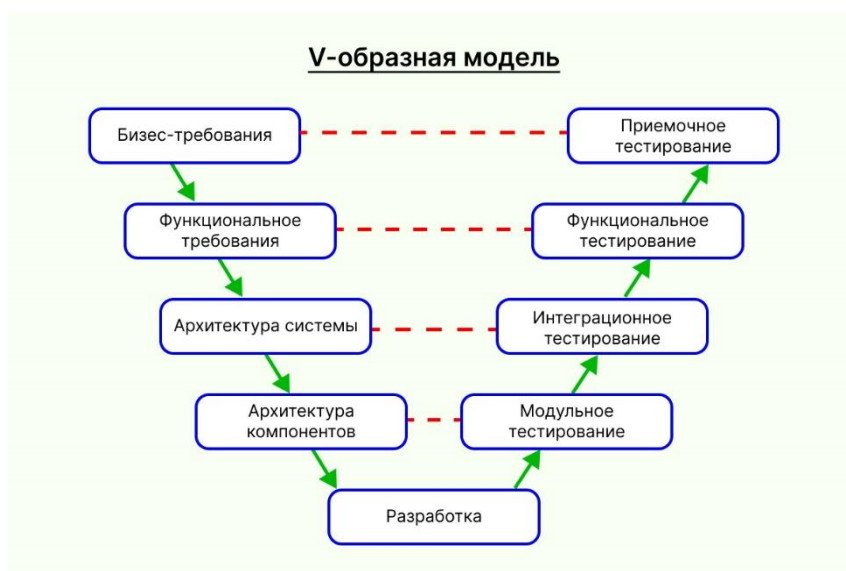 V-образная модель
Бизес-требования
Приемочное
тестирование
Функциональное
требования
Функциональное
тестирование
Архитектура системы
Интеграционное
тестирование
Архитектура
компонентов
Модульное
тестирование
Разработка